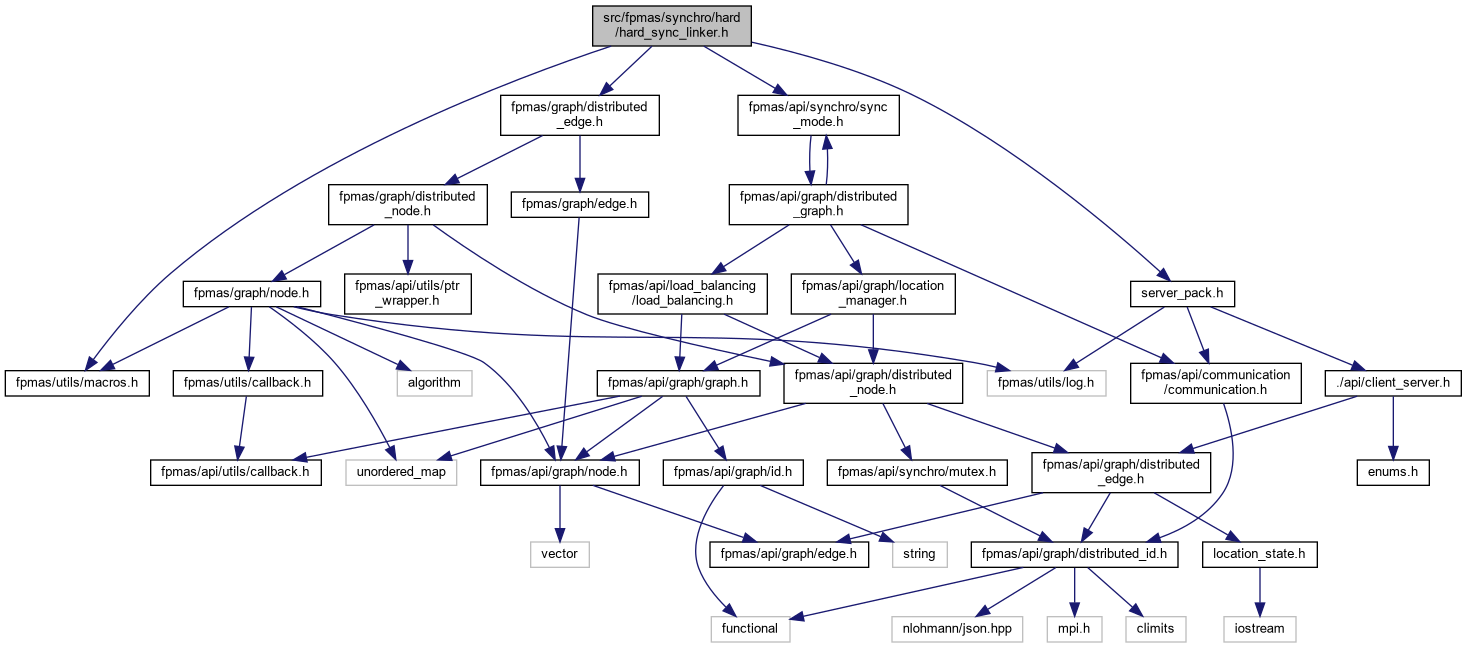 src/fpmas/synchro/hard
/hard_sync_linker.h
fpmas/graph/distributed
_edge.h
fpmas/api/synchro/sync
_mode.h
fpmas/graph/distributed
_node.h
fpmas/graph/edge.h
fpmas/api/graph/distributed
_graph.h
fpmas/graph/node.h
fpmas/api/utils/ptr
_wrapper.h
fpmas/api/load_balancing
/load_balancing.h
fpmas/api/graph/location
_manager.h
server_pack.h
fpmas/utils/macros.h
fpmas/utils/callback.h
algorithm
fpmas/api/graph/graph.h
fpmas/api/graph/distributed
_node.h
fpmas/utils/log.h
fpmas/api/communication
/communication.h
./api/client_server.h
fpmas/api/utils/callback.h
unordered_map
fpmas/api/graph/node.h
fpmas/api/graph/id.h
fpmas/api/synchro/mutex.h
fpmas/api/graph/distributed
_edge.h
enums.h
vector
fpmas/api/graph/edge.h
string
fpmas/api/graph/distributed_id.h
location_state.h
functional
nlohmann/json.hpp
mpi.h
climits
iostream